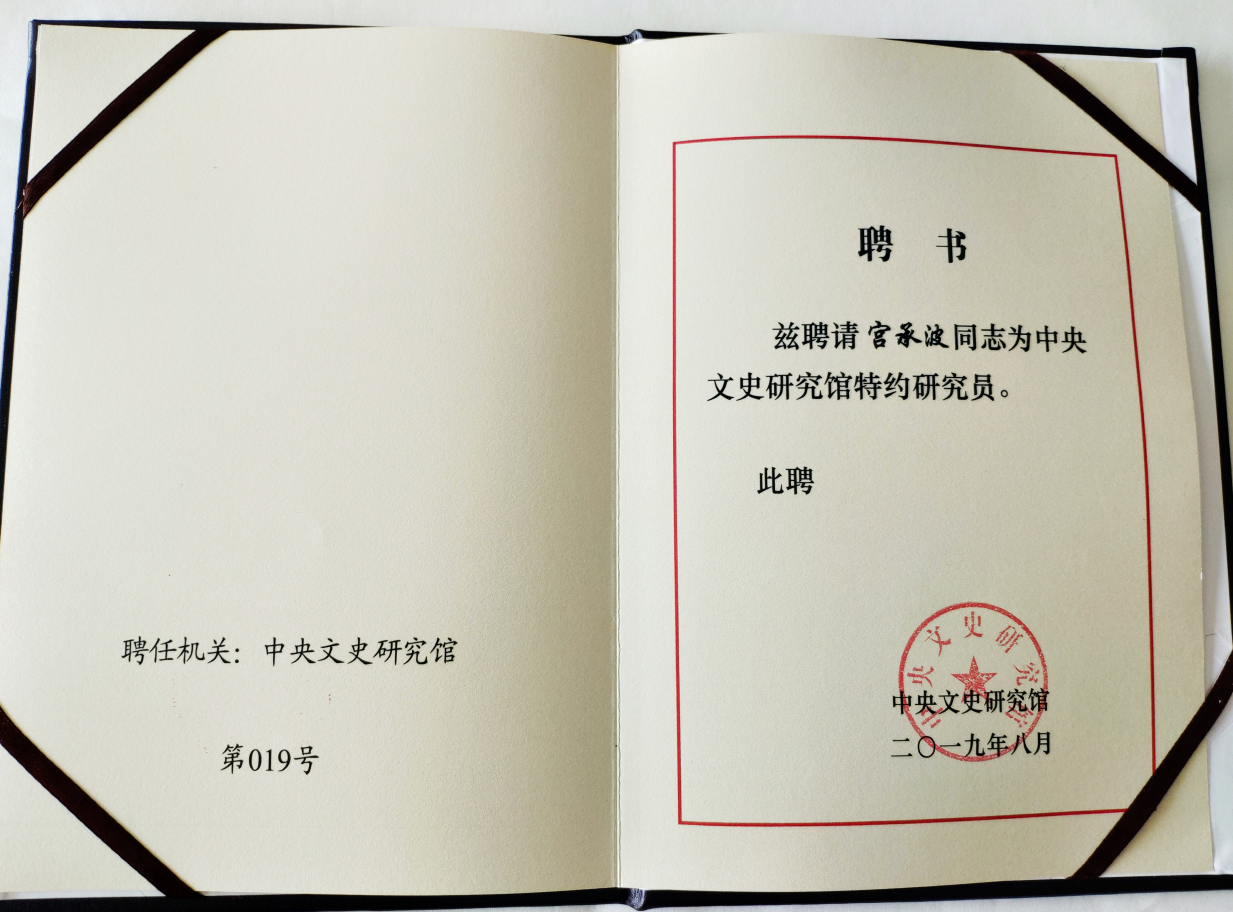 聘任机关：中央文史研究馆
第019号
聘 书
兹聘请宫承波同志为中央
文史研究馆特约研究员。
此聘
中央文史研究馆
中央文史研究馆
二〇一九年八月